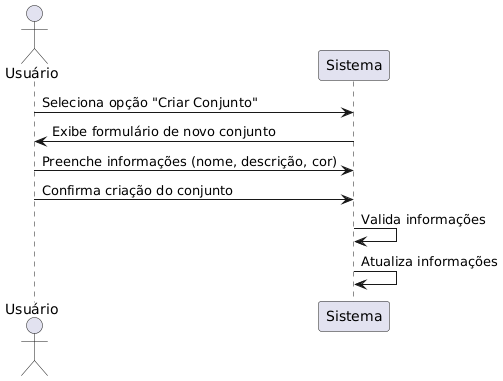 Usuário
Sistema
Seleciona opção "Criar Conjunto"
Exibe formulário de novo conjunto
Preenche informações (nome, descrição, cor)
Confirma criação do conjunto
Valida informações
Atualiza informações
Usuário
Sistema